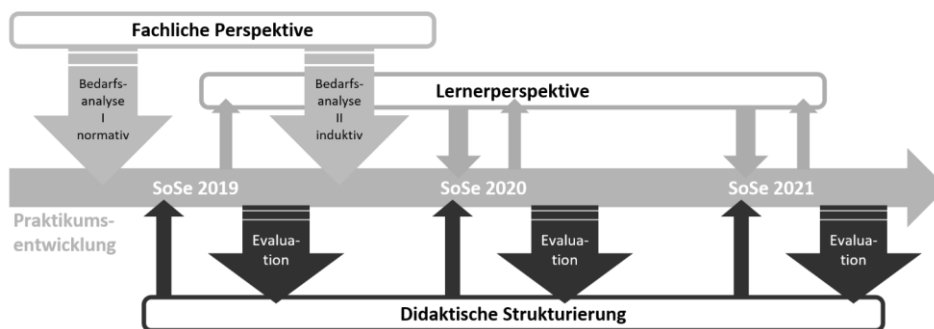 Fachliche Perspektive
Bedarfs-
analyse
I
normativ
Bedarfs-
analyse
II
induktiv
Lernerperspektive
SoSe 2019
SoSe 2020
SoSe 2021
Praktikums-
entwicklung
Evalua-
tion
Evalua-
tion
Evalua-
tion
Didaktische Strukturierung